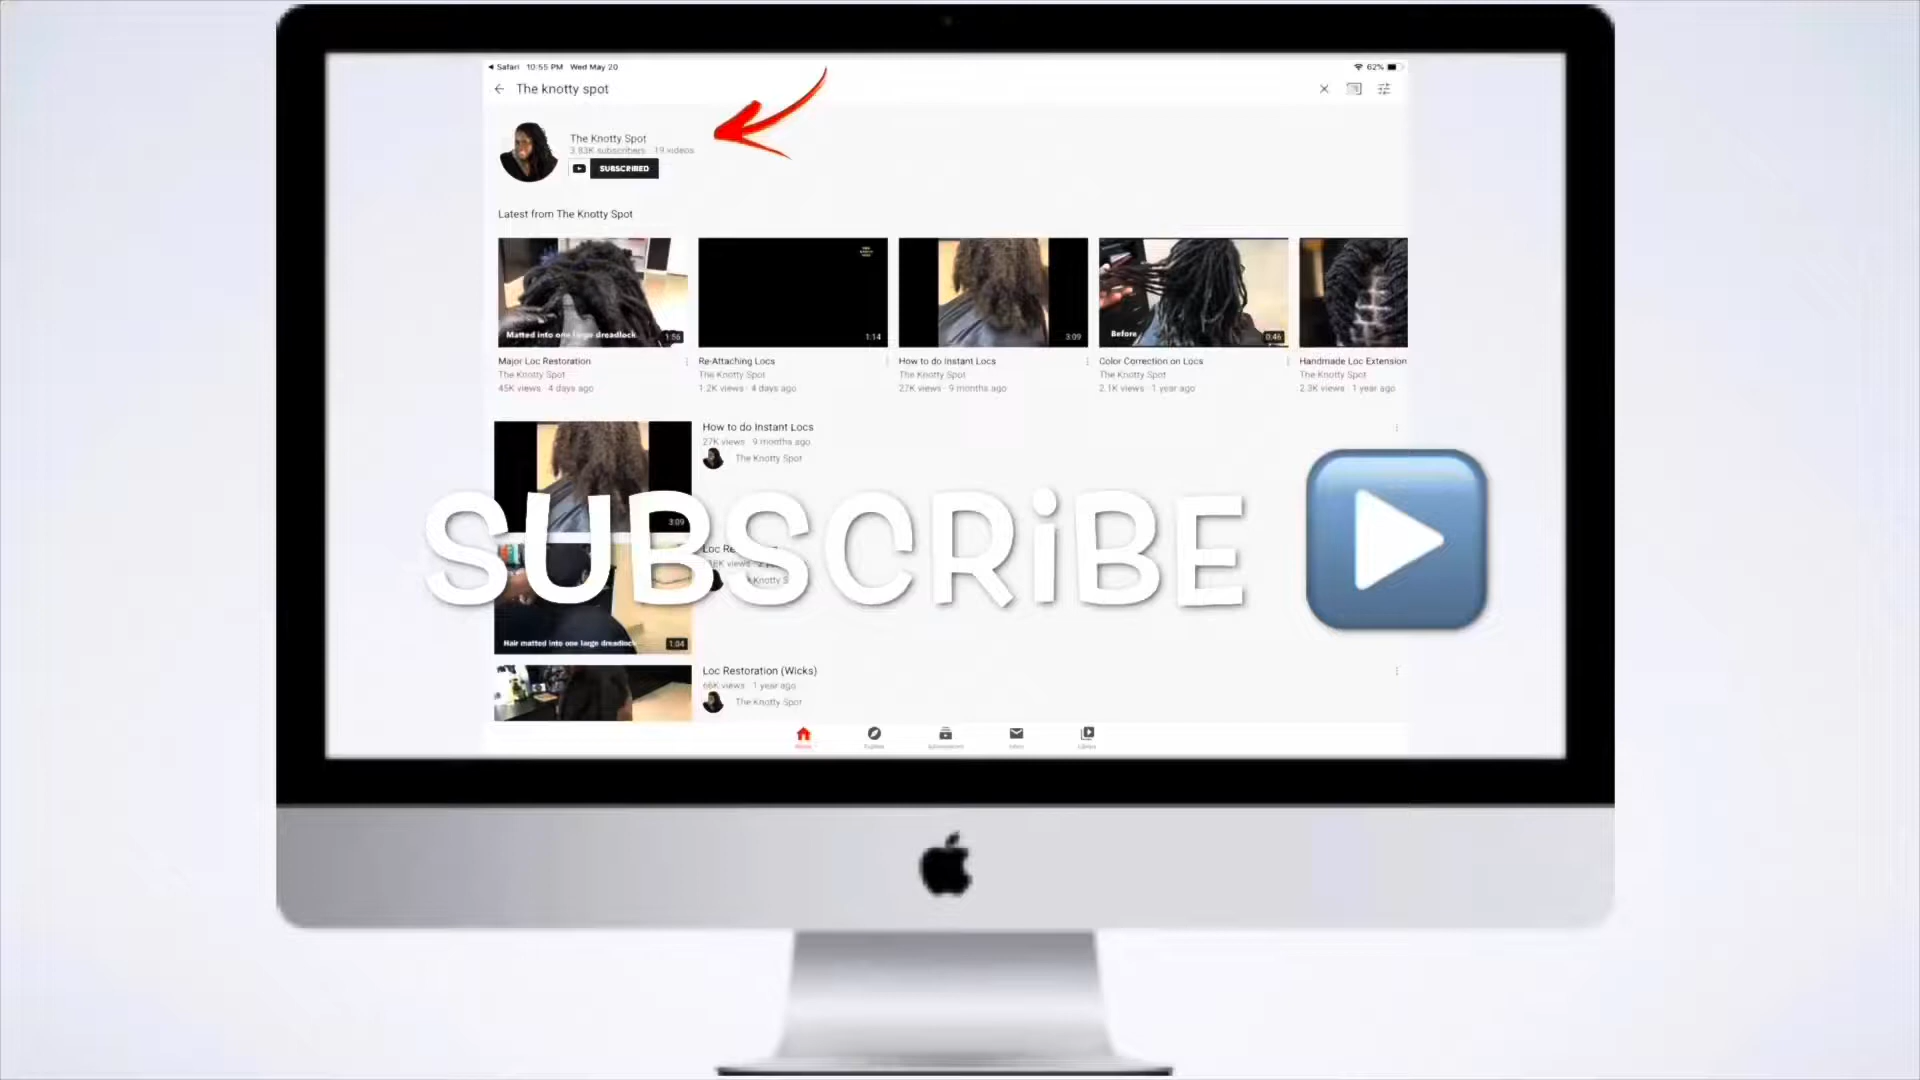 Safari 10:55 PM Wed May 20 62%
The knotty spot
The Knotty Spot
3.83K subscribers 19 videos
SUBSCRIBED
Latest from The Knotty Spot
Matted into one large dreadlock 1:56
1:14
3:09
Before 0:46
Major Loc Restoration
The Knotty Spot
45K views · 4 days ago
Re-Attaching Locs
The Knotty Spot
1.2K views · 4 days ago
How to do Instant Locs
The Knotty Spot
27K views · 9 months ago
Color Correction on Locs
The Knotty Spot
2.1K views · 1 year ago
Handmade Loc Extension
The Knotty Spot
2.3K views · 1 year ago
How to do Instant Locs
27K views · 9 months ago
The Knotty Spot
3:09
SUBSCRiBE
Hair matted into one large dreadlock 1:04
Loc Restoration (Wicks)
66K views · 1 year ago
The Knotty Spot